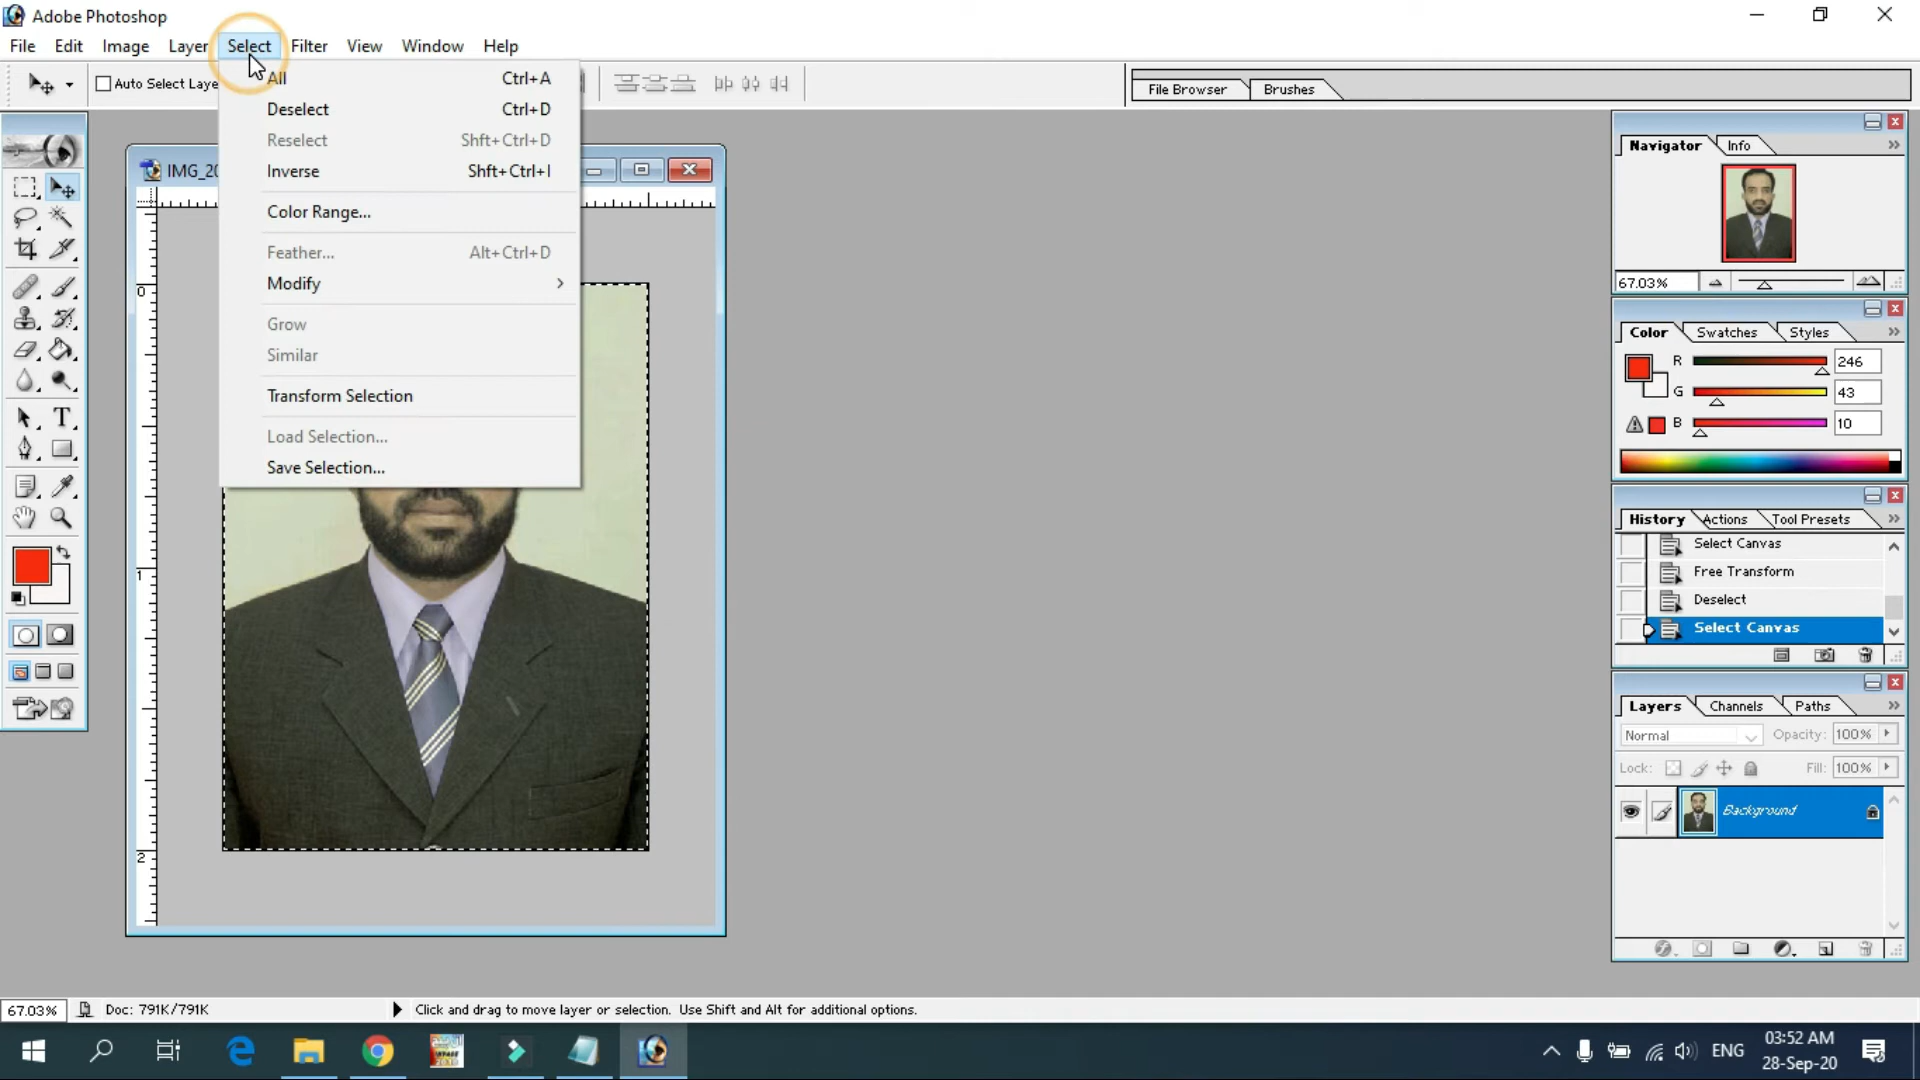 Adobe Photoshop
File Edit Image Layer Select Filter View Window Help
Auto Select Laye
File Browser Brushes
All Ctrl+A
Deselect Ctrl+D
Reselect Shft+Ctrl+D
Inverse Shft+Ctrl+I
Color Range...
Feather... Alt+Ctrl+D
Modify
Grow
Similar
Transform Selection
Load Selection...
Save Selection...
IMG_20
0
1
2
Navigator Info
67.03%
Color Swatches Styles
R 246
G 43
B 10
History Actions Tool Presets
Select Canvas
Free Transform
Deselect
Select Canvas
Layers Channels Paths
Normal Opacity: 100%
Lock: Fill: 100%
Background
67.03% Doc: 791K/791K Click and drag to move layer or selection. Use Shift and Alt for additional options.
ENG
03:52 AM
28-Sep-20